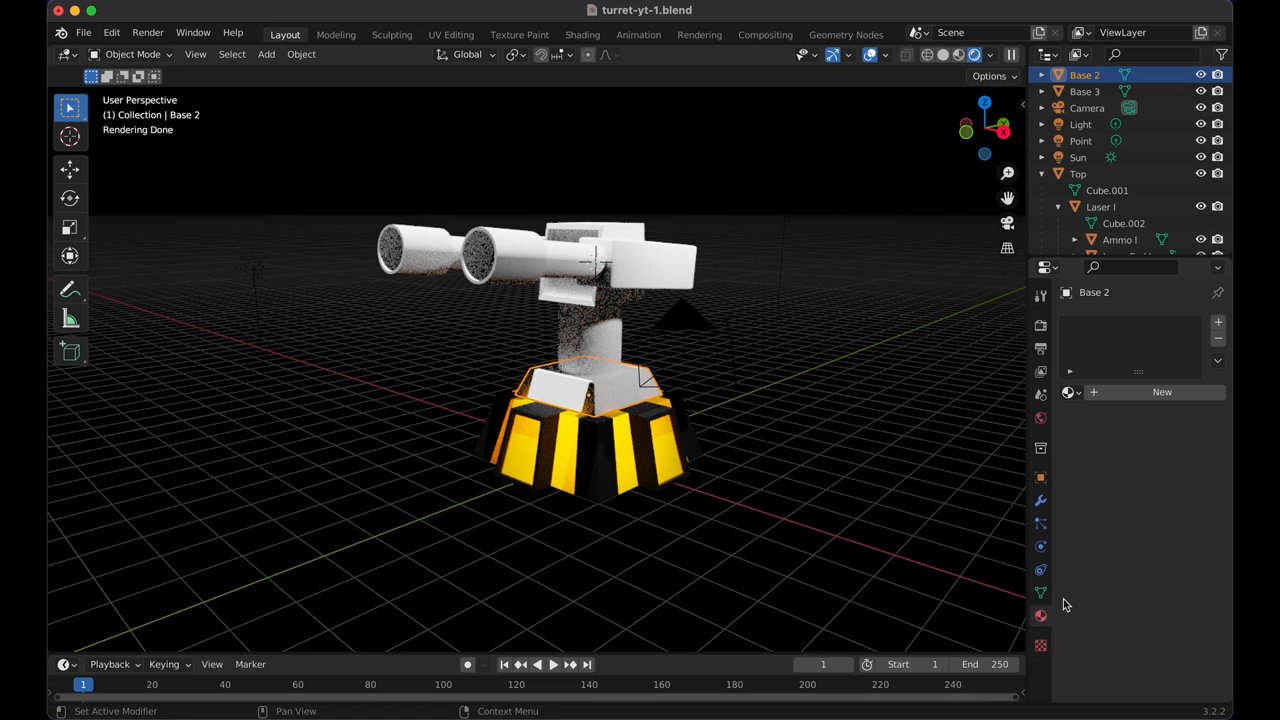 turret-yt-1.blend
File Edit Render Window Help Layout Modeling Sculpting UV Editing Texture Paint Shading Animation Rendering Compositing Geometry Nodes Scene ViewLayer
Object Mode View Select Add Object Global
Options
User Perspective
(1) Collection | Base 2
Rendering Done
Z
Y
X
Base 2
Base 3
Camera
Light
Point
Sun
Top
Cube.001
Laser l
Cube.002
Ammo l
Base 2
New
Playback Keying View Marker 1 Start 1 End 250
1 20 40 60 80 100 120 140 160 180 200 220 240
Set Active Modifier Pan View Context Menu 3.2.2